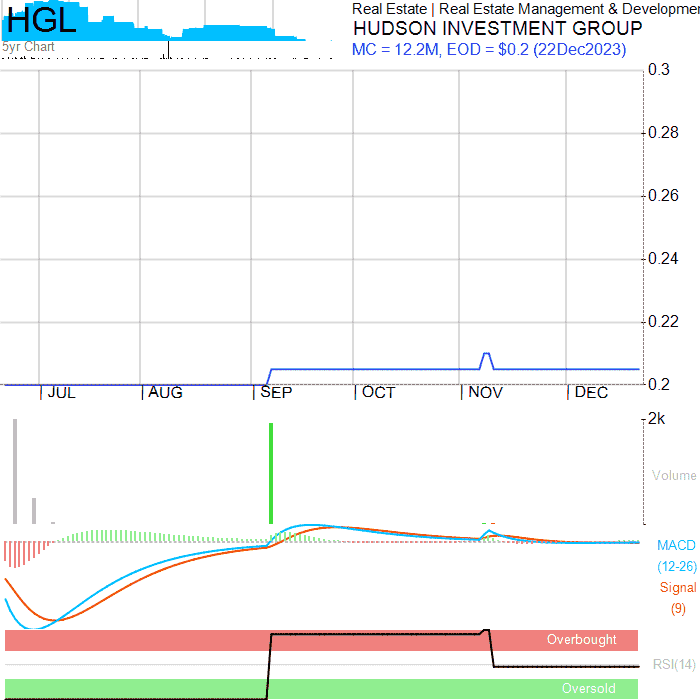 HGL
5yr Chart
Real Estate | Real Estate Management & Developmen
HUDSON INVESTMENT GROUP
MC = 12.2M, EOD = $0.2 (22Dec2023)
0.3
0.28
0.26
0.24
0.22
0.2
JUL AUG SEP OCT NOV DEC
2k
Volume
MACD
(12-26)
Signal
(9)
Overbought
RSI(14)
Oversold